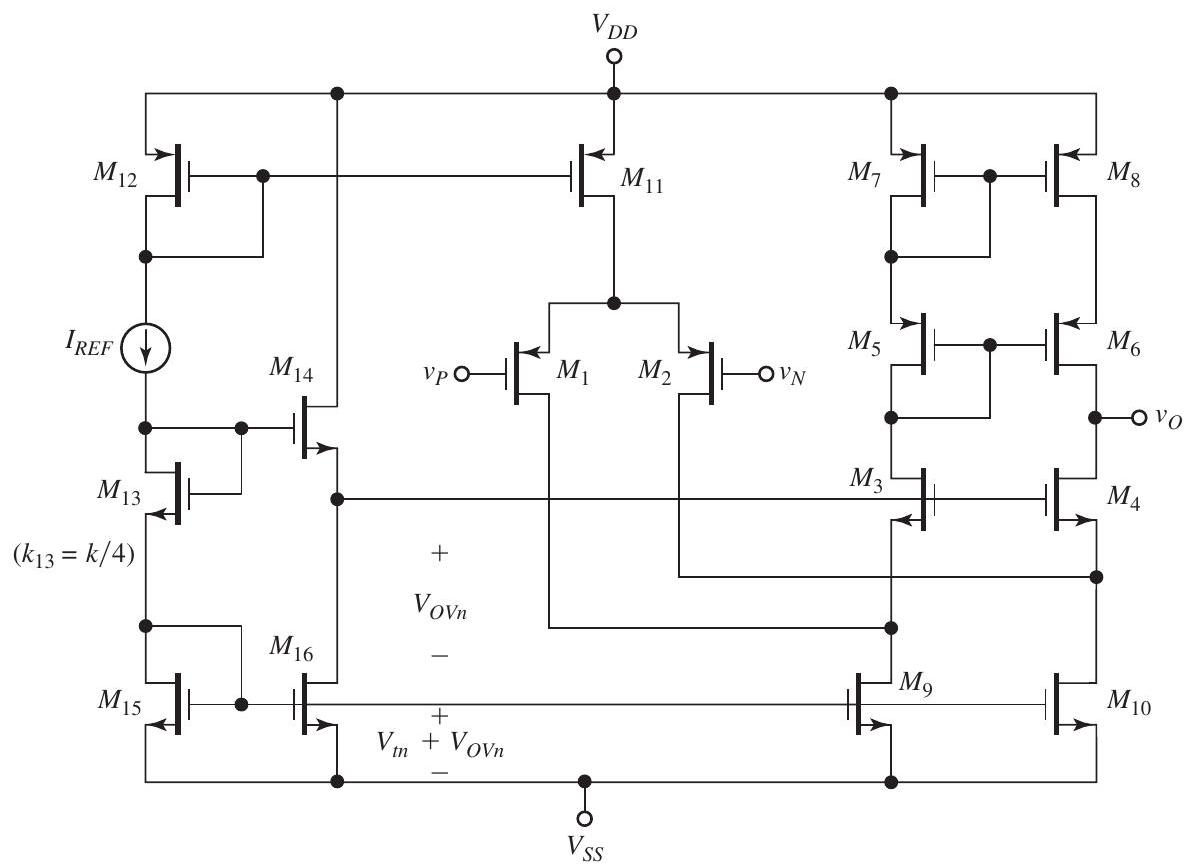 V_{DD}
M_{12}
M_{11}
M_7
M_8
I_{REF}
M_{14}
v_P
M_1
M_2
v_N
M_5
M_6
v_O
M_{13}
M_3
M_4
(k_{13} = k/4)
+
V_{OVn}
−
M_{15}
M_{16}
M_9
M_{10}
+
V_{tn} + V_{OVn}
−
V_{SS}